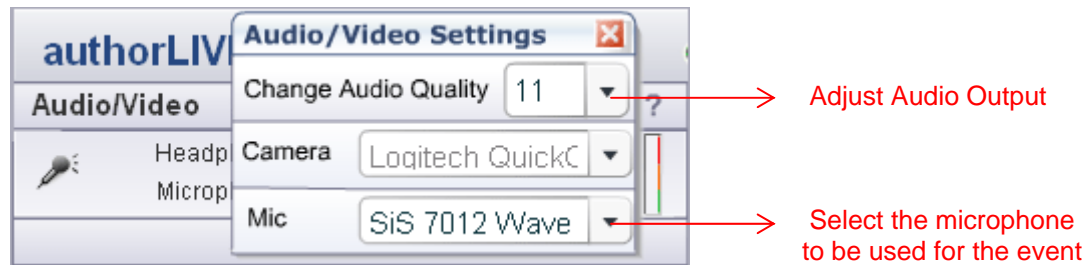 authorLIV
Audio/Video Settings
Change Audio Quality 11
Adjust Audio Output
Audio/Video
?
Headp
Camera Logitech QuickC
Microp
Mic SiS 7012 Wave
Select the microphone
to be used for the event